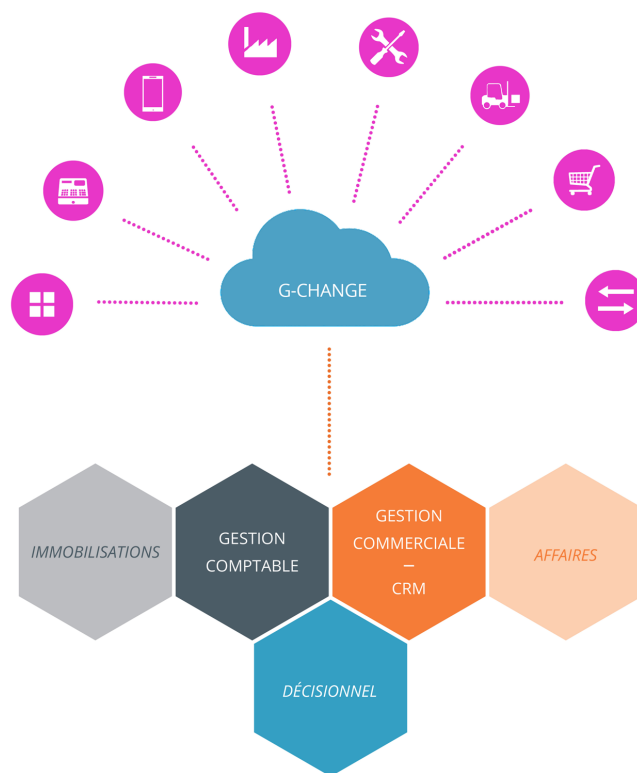 G-CHANGE
IMMOBILISATIONS
GESTION
COMPTABLE
GESTION
COMMERCIALE
–
CRM
AFFAIRES
DÉCISIONNEL